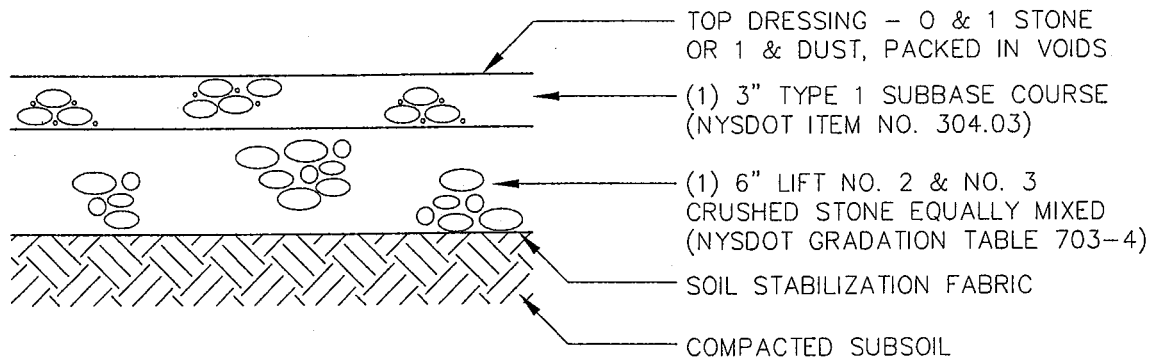 TOP DRESSING - O & 1 STONE
OR 1 & DUST, PACKED IN VOIDS
(1) 3" TYPE 1 SUBBASE COURSE
(NYSDOT ITEM NO. 304.03)
(1) 6" LIFT NO. 2 & NO. 3
CRUSHED STONE EQUALLY MIXED
(NYSDOT GRADATION TABLE 703-4)
SOIL STABILIZATION FABRIC
COMPACTED SUBSOIL